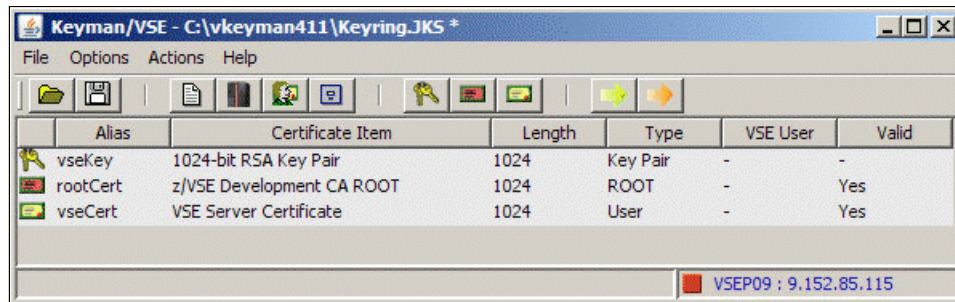 Keyman/VSE - C:\vkeyman411\Keyring.JKS *
File Options Actions Help
Alias Certificate Item Length Type VSE User Valid
vseKey 1024-bit RSA Key Pair 1024 Key Pair - -
rootCert z/VSE Development CA ROOT 1024 ROOT - Yes
vseCert VSE Server Certificate 1024 User - Yes
VSEP09 : 9.152.85.115